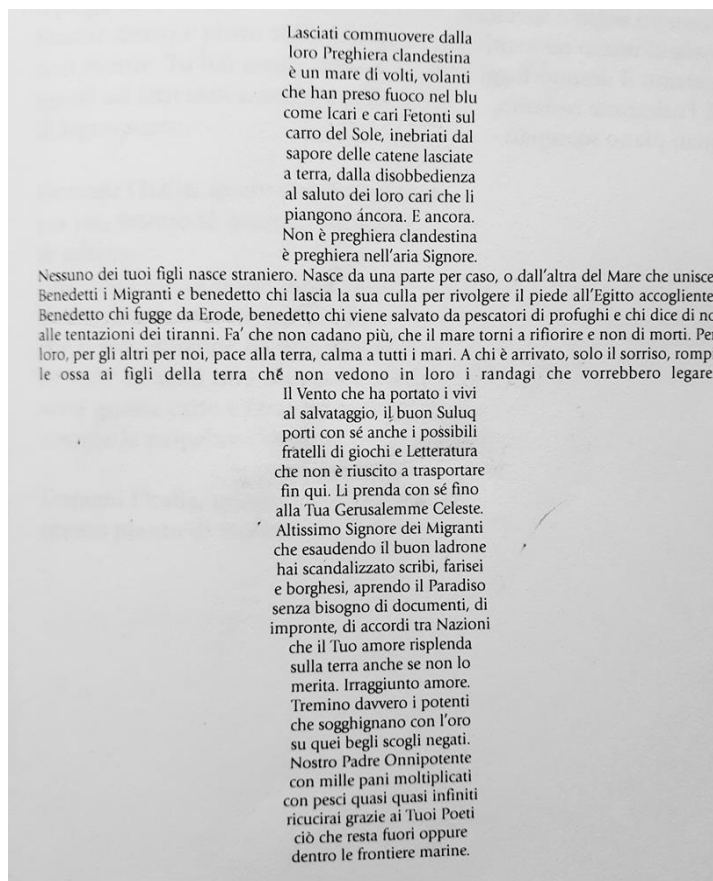 Lasciati commuovere dalla
loro Preghiera clandestina
è un mare di volti, volanti
che han preso fuoco nel blu
come Icari e cari Fetonti sul
carro del Sole, inebriati dal
sapore delle catene lasciate
a terra, dalla disobbedienza
al saluto dei loro cari che li
piangono áncora. E ancora.
Non è preghiera clandestina
è preghiera nell'aria Signore.
Nessuno dei tuoi figli nasce straniero. Nasce da una parte per caso, o dall'altra del Mare che unisce
Benedetti i Migranti e benedetto chi lascia la sua culla per rivolgere il piede all'Egitto accogliente
Benedetto chi fugge da Erode, benedetto chi viene salvato da pescatori di profughi e chi dice di no
alle tentazioni dei tiranni. Fa' che non cadano più, che il mare torni a rifiorire e non di morti. Per
loro, per gli altri per noi, pace alla terra, calma a tutti i mari. A chi è arrivato, solo il sorriso, rompi
le ossa ai figli della terra ché non vedono in loro i randagi che vorrebbero legare
Il Vento che ha portato i vivi
al salvataggio, il buon Suluq
porti con sé anche i possibili
fratelli di giochi e Letteratura
che non è riuscito a trasportare
fin qui. Li prenda con sé fino
alla Tua Gerusalemme Celeste.
Altissimo Signore dei Migranti
che esaudendo il buon ladrone
hai scandalizzato scribi, farisei
e borghesi, aprendo il Paradiso
senza bisogno di documenti, di
impronte, di accordi tra Nazioni
che il Tuo amore risplenda
sulla terra anche se non lo
merita. Irraggiunto amore.
Tremino davvero i potenti
che sogghignano con l'oro
su quei begli scogli negati.
Nostro Padre Onnipotente
con mille pani moltiplicati
con pesci quasi quasi infiniti
ricucirai grazie ai Tuoi Poeti
ciò che resta fuori oppure
dentro le frontiere marine.